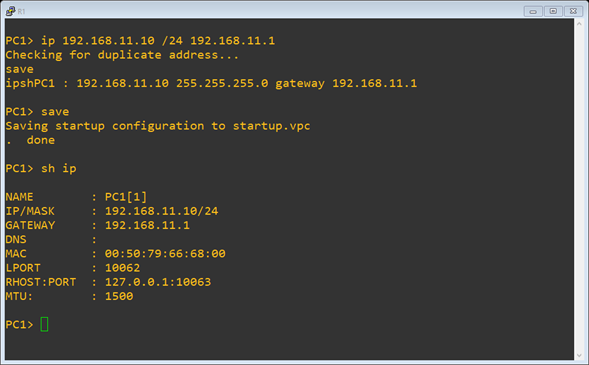 R1
PC1> ip 192.168.11.10 /24 192.168.11.1
Checking for duplicate address...
save
ipshPC1 : 192.168.11.10 255.255.255.0 gateway 192.168.11.1
PC1> save
Saving startup configuration to startup.vpc
.  done
PC1> sh ip
NAME        : PC1[1]
IP/MASK     : 192.168.11.10/24
GATEWAY     : 192.168.11.1
DNS         :
MAC         : 00:50:79:66:68:00
LPORT       : 10062
RHOST:PORT  : 127.0.0.1:10063
MTU:        : 1500
PC1>